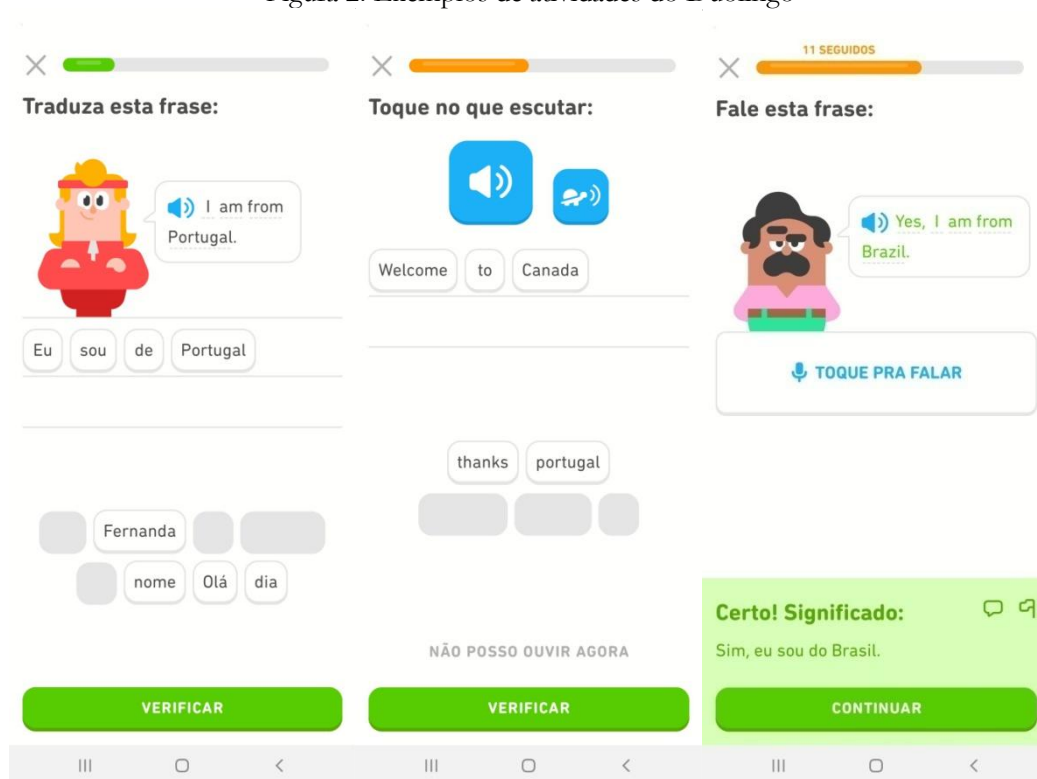 Figura 2. Exemplos de atividades do Duolingo
Traduza esta frase:
I am from
Portugal.
Eu sou de Portugal
Fernanda
nome Olá dia
VERIFICAR
Toque no que escutar:
Welcome to Canada
thanks portugal
NÃO POSSO OUVIR AGORA
VERIFICAR
11 SEGUIDOS
Fale esta frase:
Yes, I am from
Brazil.
TOQUE PRA FALAR
Certo! Significado:
Sim, eu sou do Brasil.
CONTINUAR